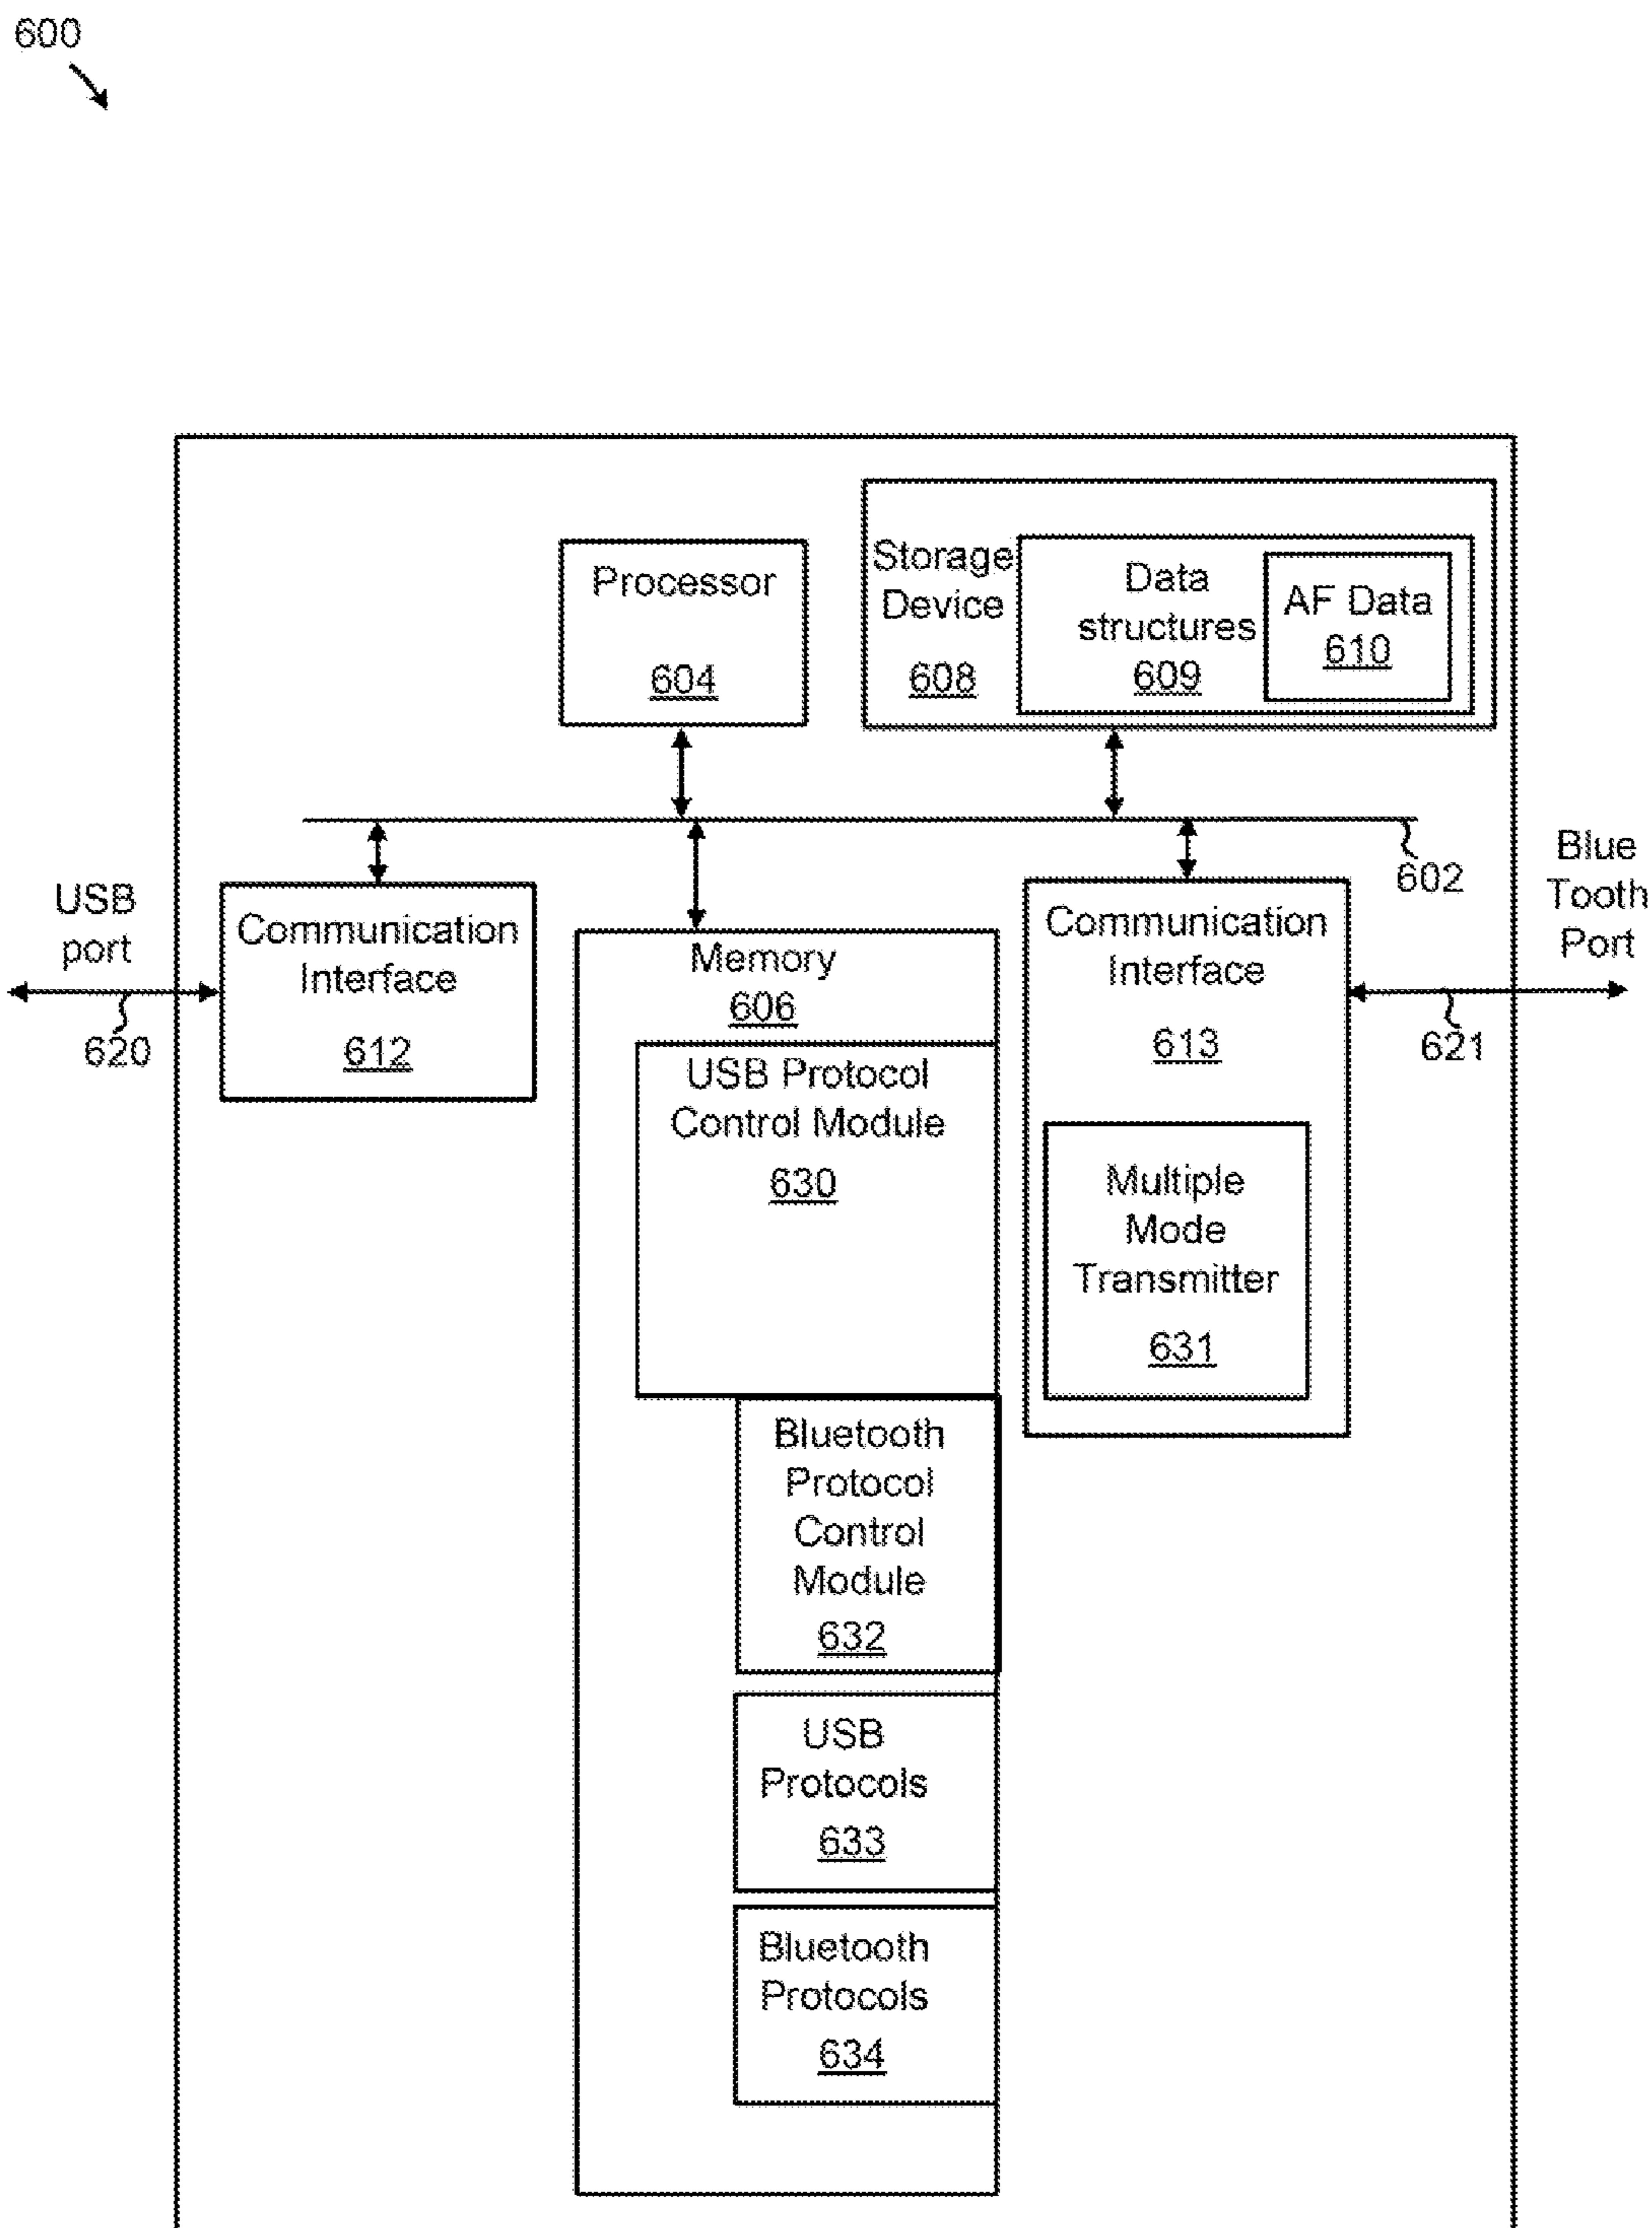 600
Processor
604
Storage
Device
608
Data
structures
609
AF Data
610
602
USB
port
620
Communication
Interface
612
Memory
606
USB Protocol
Control Module
630
Bluetooth
Protocol
Control
Module
632
USB
Protocols
633
Bluetooth
Protocols
634
Communication
Interface
613
Multiple
Mode
Transmitter
631
Blue
Tooth
Port
621